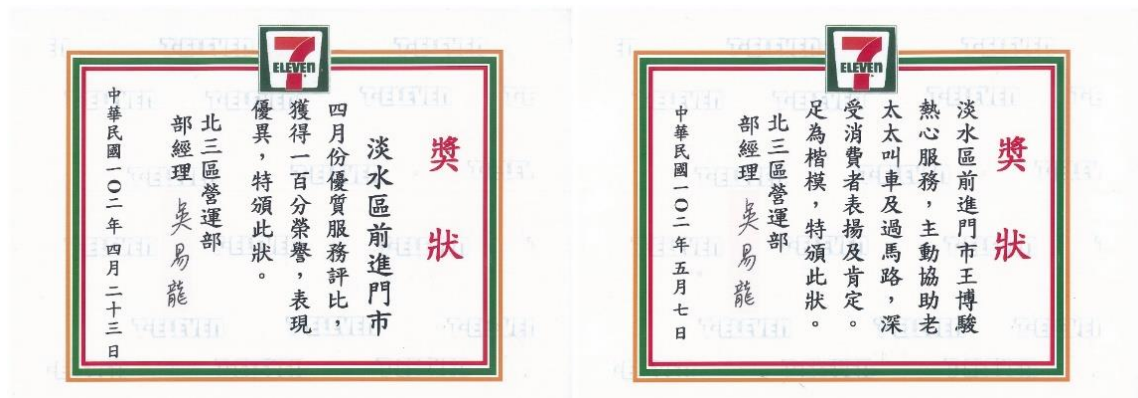 7
ELEVEn
獎狀
淡水區前進門市
四月份優質服務評比，
獲得一百分榮譽，表現
優異，特頒此狀。
北三區營運部
部經理 吳易龍
中華民國一〇二年四月二十三日
7
ELEVEn
獎狀
淡水區前進門市王博駿
熱心服務，主動協助老
太太叫車及過馬路，深
受消費者表揚及肯定。
足為楷模，特頒此狀。
北三區營運部
部經理 吳易龍
中華民國一〇二年五月七日